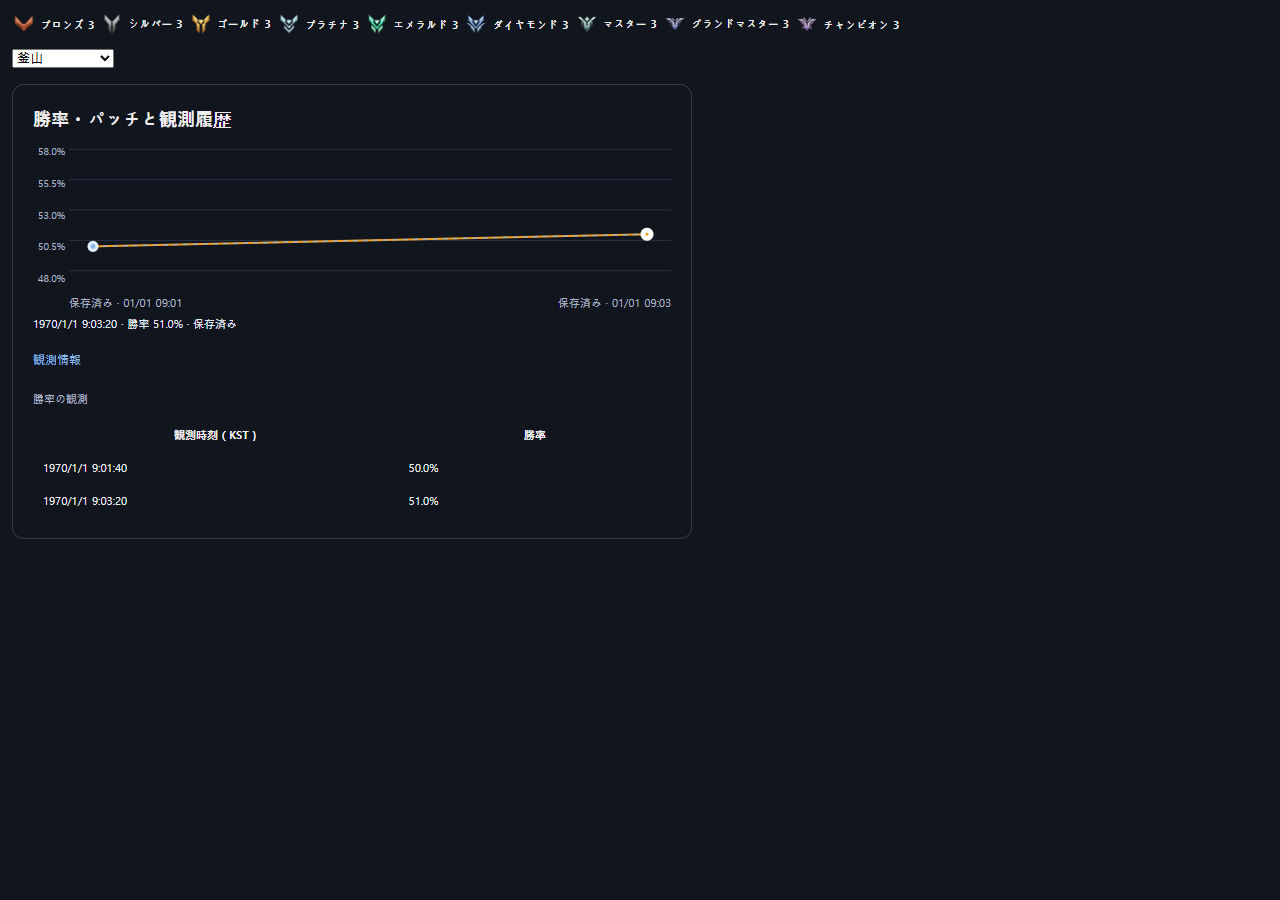 ブロンズ 3 シルバー 3 ゴールド 3 プラチナ 3 エメラルド 3 ダイヤモンド 3 マスター 3 グランドマスター 3 チャンピオン 3
釜山
勝率・パッチと観測履歴
58.0%
55.5%
53.0%
50.5%
48.0%
保存済み · 01/01 09:01 保存済み · 01/01 09:03
1970/1/1 9:03:20 · 勝率 51.0% · 保存済み
観測情報
勝率の観測
観測時刻 ( KST ) 勝率
1970/1/1 9:01:40 50.0%
1970/1/1 9:03:20 51.0%